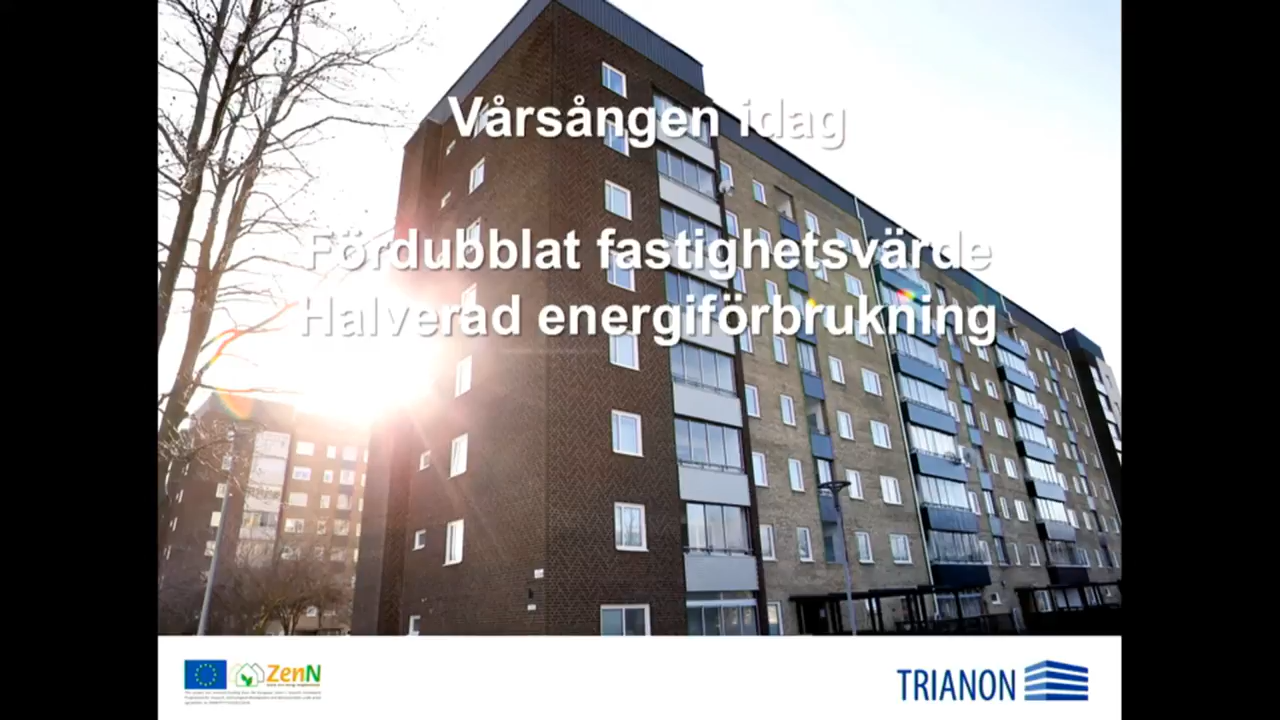 Vårsången idag
Fördubblat fastighetsvärde
Halverad energiförbrukning
ZenN
TRIANON